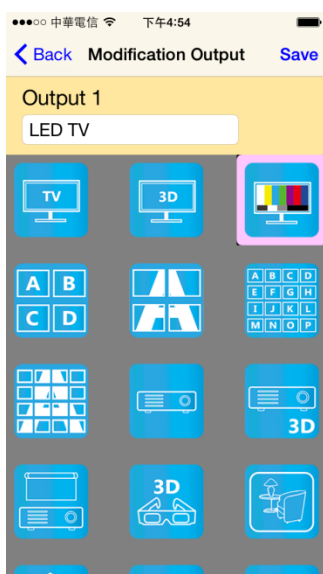 中華電信 下午4:54
Back Modification Output Save
Output 1
LED TV
TV 3D
A B A B C D
E F G H
C D I J K L
M N O P
3D
3D